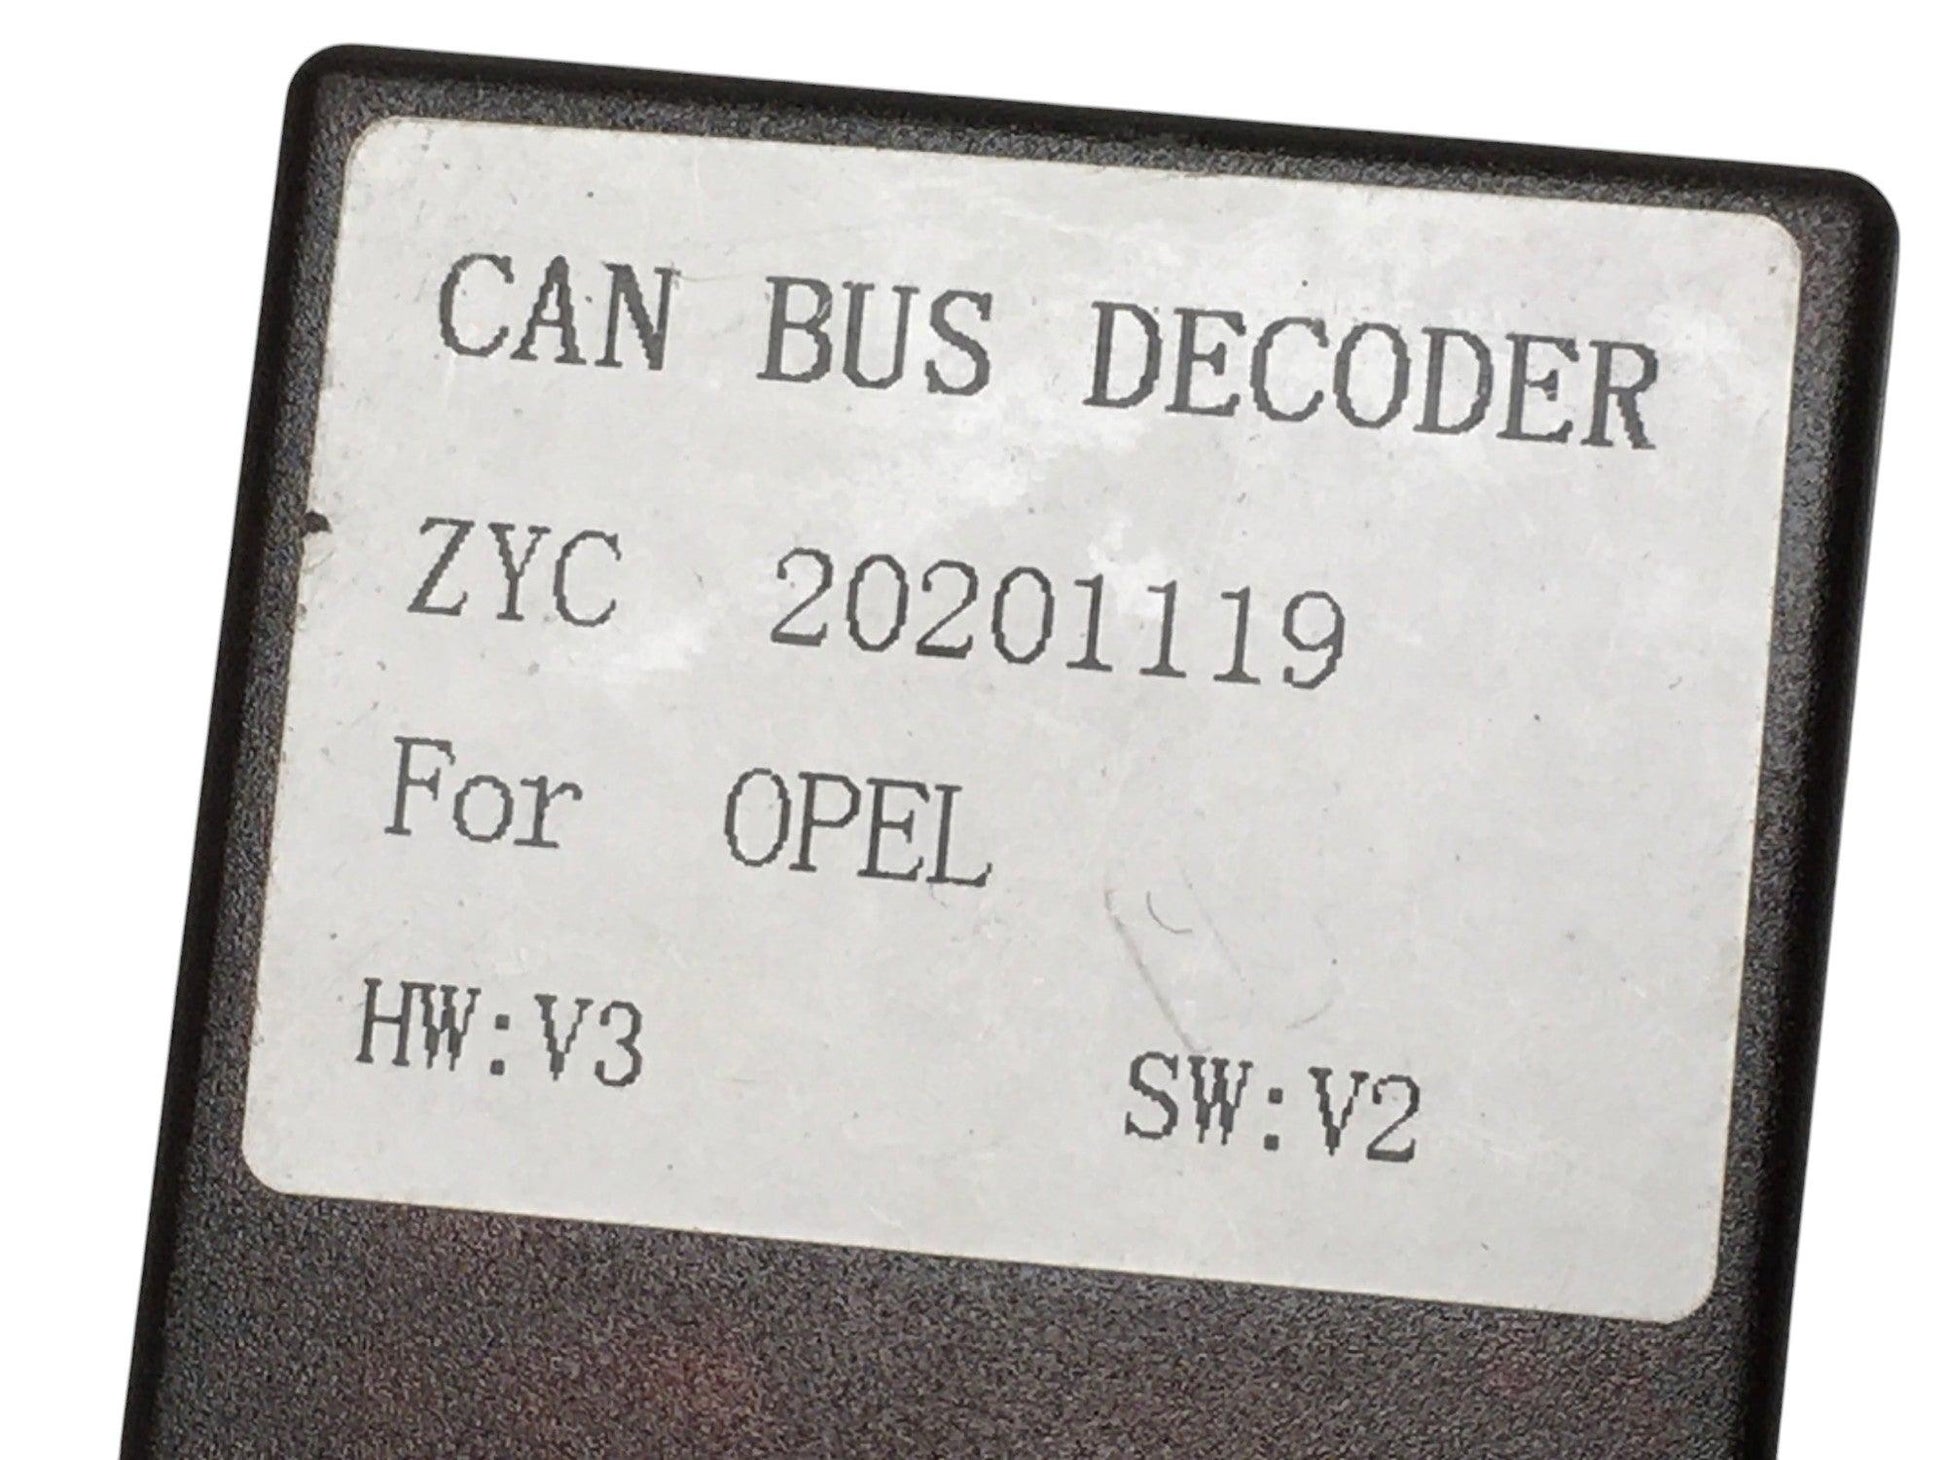 CAN BUS DECODER
ZYC 20201119
For OPEL
HW:V3 SW:V2